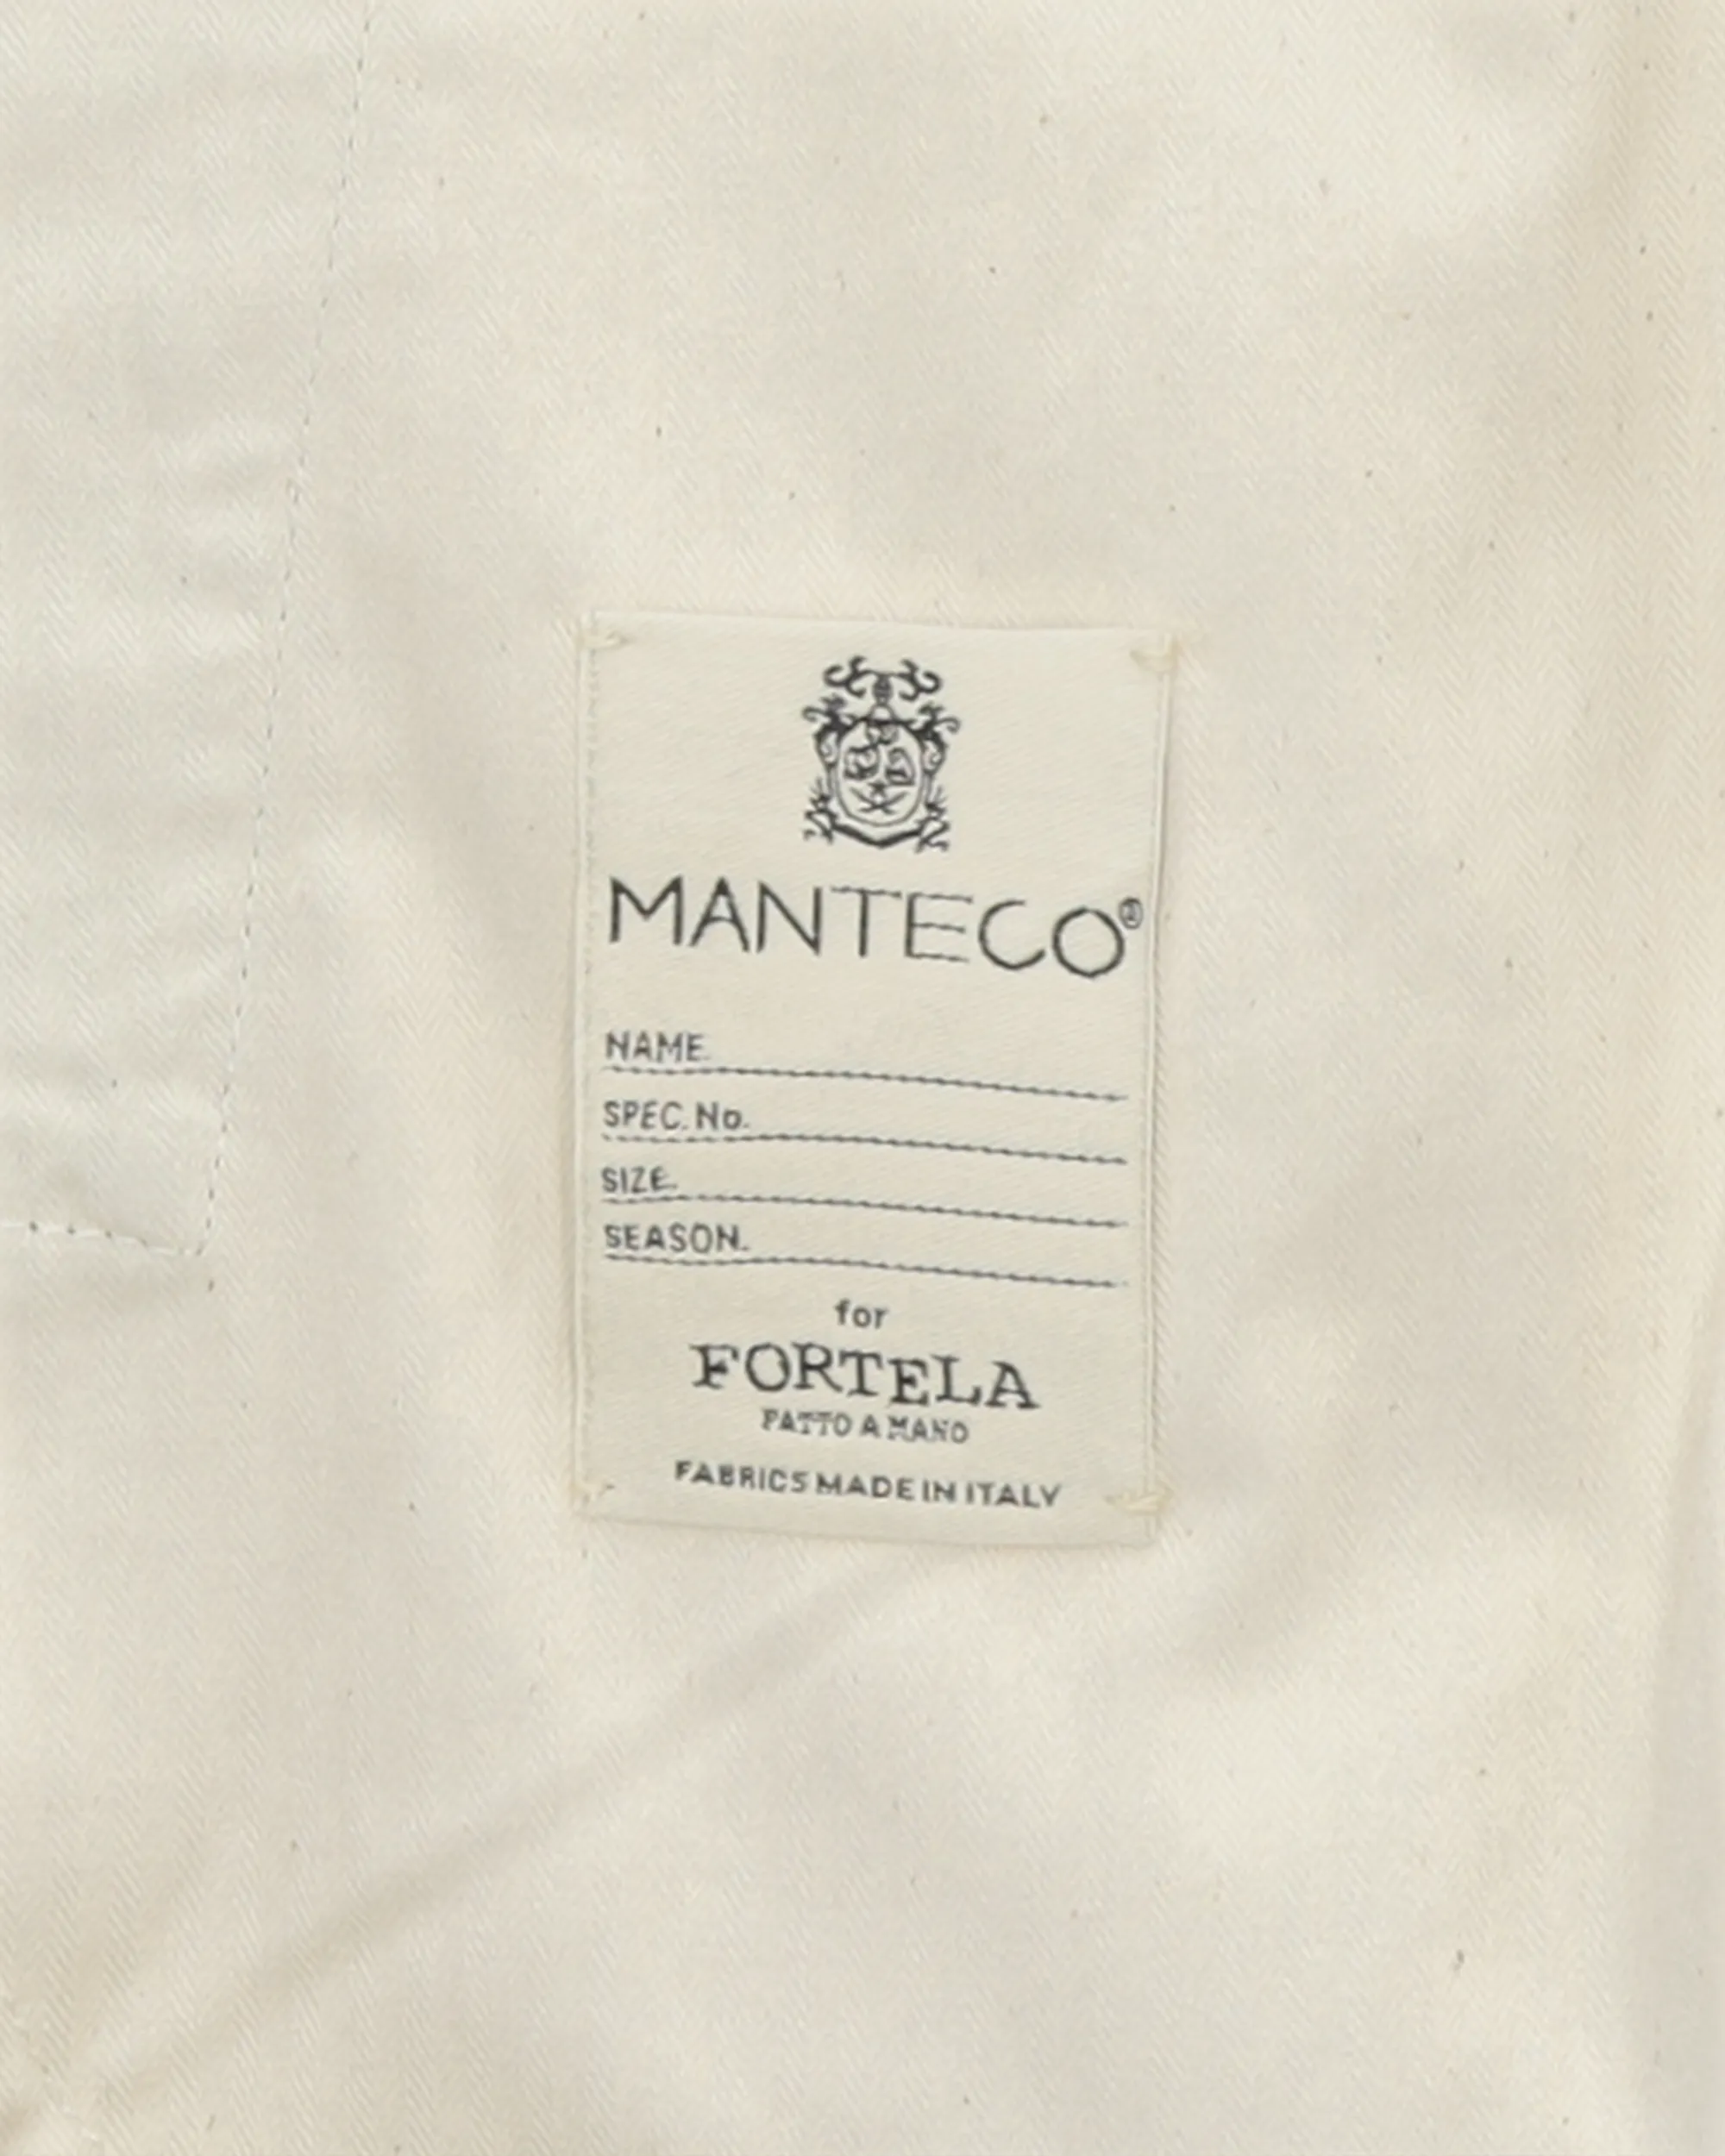 MANTECO®
NAME.
SPEC. No.
SIZE.
SEASON.
for
FORTELA
FATTO A MANO
FABRICS MADE IN ITALY